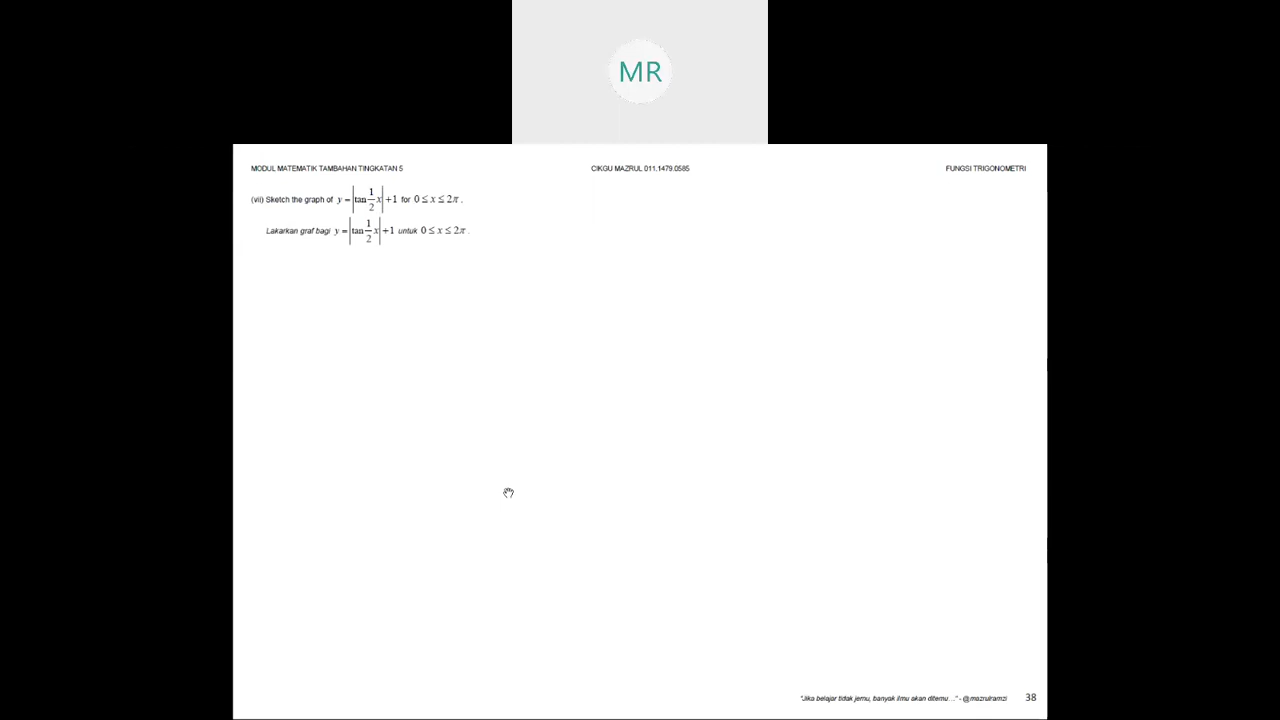 MR
MODUL MATEMATIK TAMBAHAN TINGKATAN 5 CIKGU MAZRUL 011.1479.0585 FUNGSI TRIGONOMETRI
(vii) Sketch the graph of y = |tan 1/2 x| + 1 for 0 ≤ x ≤ 2π.
Lakarkan graf bagi y = |tan 1/2 x| + 1 untuk 0 ≤ x ≤ 2π.
"Jika belajar tidak jemu, banyak ilmu akan ditemu…" - @mazrulramzi 38